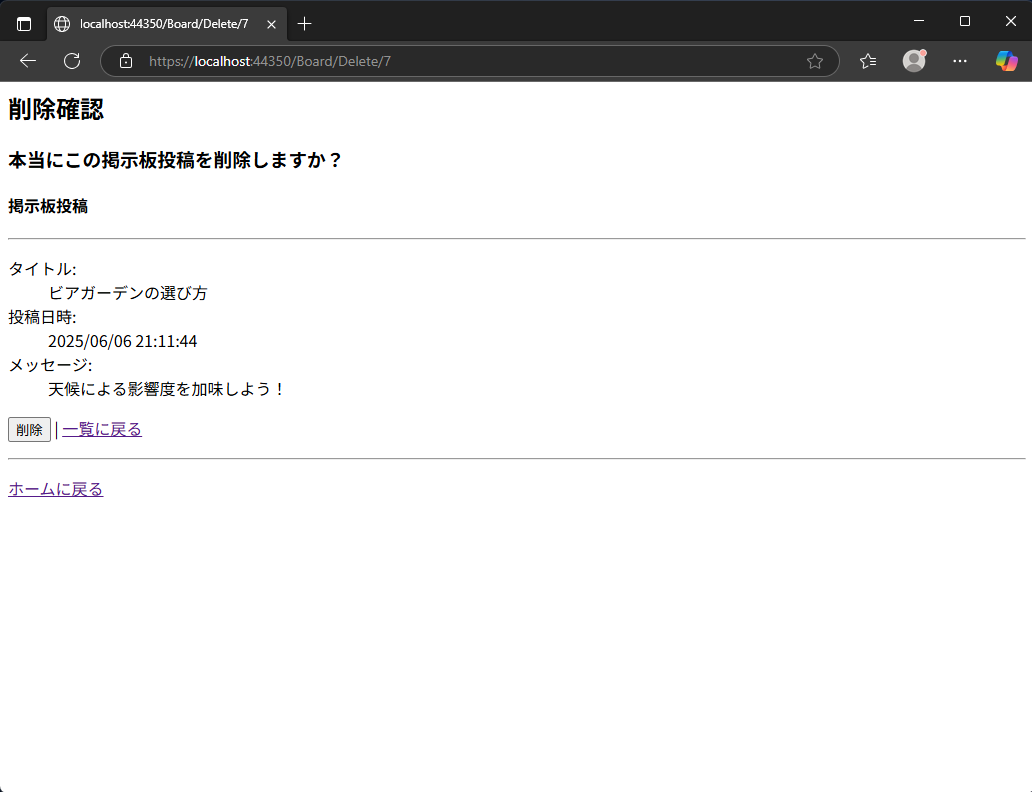 localhost:44350/Board/Delete/7
https://localhost:44350/Board/Delete/7
削除確認
本当にこの掲示板投稿を削除しますか？
掲示板投稿
タイトル:
ビアガーデンの選び方
投稿日時:
2025/06/06 21:11:44
メッセージ:
天候による影響度を加味しよう！
削除 | 一覧に戻る
ホームに戻る